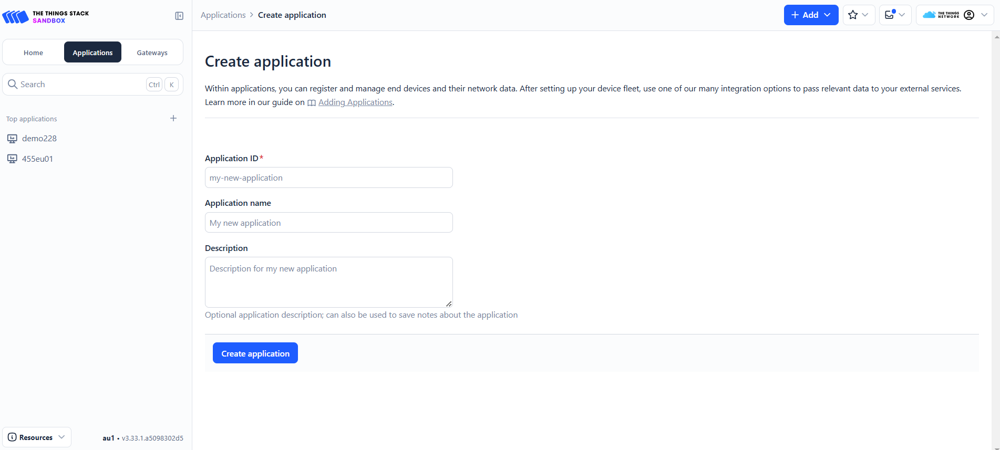 THE THINGS STACK
SANDBOX
Applications > Create application
+ Add
THE THINGS
NETWORK
Home
Applications
Gateways
Search
Ctrl
K
Top applications
demo228
455eu01
Create application
Within applications, you can register and manage end devices and their network data. After setting up your device fleet, use one of our many integration options to pass relevant data to your external services.
Learn more in our guide on Adding Applications.
Application ID*
my-new-application
Application name
My new application
Description
Description for my new application
Optional application description; can also be used to save notes about the application
Create application
Resources
au1 • v3.33.1.a5098302d5